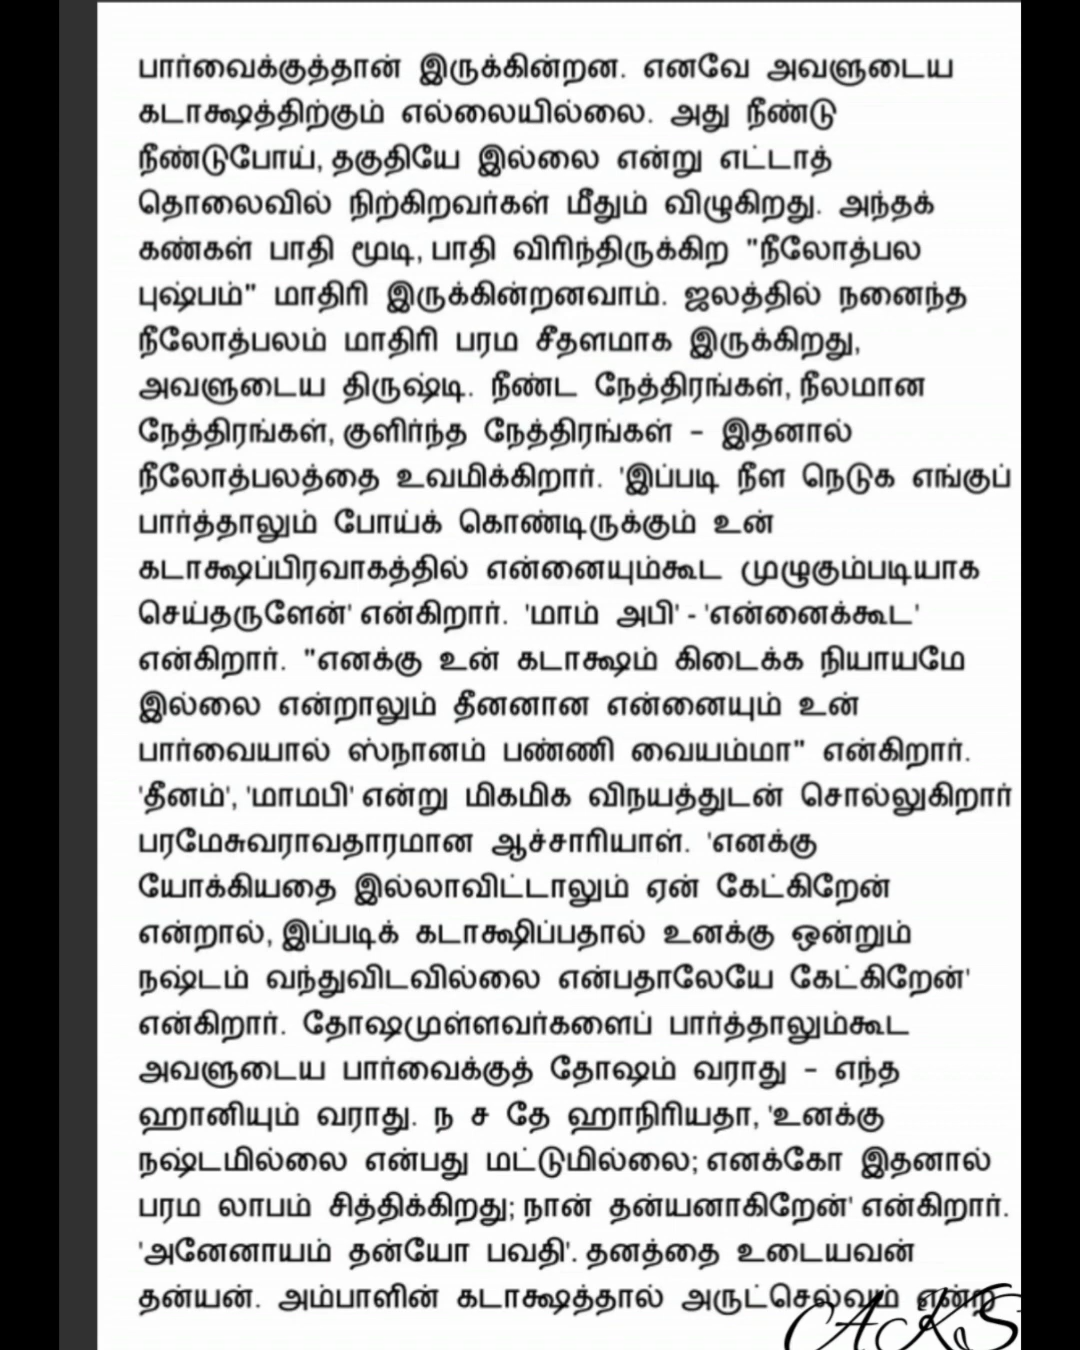 பார்வைக்குத்தான் இருக்கின்றன. எனவே அவளுடைய
கடாக்ஷத்திற்கும் எல்லையில்லை. அது நீண்டு
நீண்டுபோய், தகுதியே இல்லை என்று எட்டாத்
தொலைவில் நிற்கிறவர்கள் மீதும் விழுகிறது. அந்தக்
கண்கள் பாதி மூடி, பாதி விரிந்திருக்கிற "நீலோத்பல
புஷ்பம்" மாதிரி இருக்கின்றனவாம். ஜலத்தில் நனைந்த
நீலோத்பலம் மாதிரி பரம சீதளமாக இருக்கிறது,
அவளுடைய திருஷ்டி. நீண்ட நேத்திரங்கள், நீலமான
நேத்திரங்கள், குளிர்ந்த நேத்திரங்கள் – இதனால்
நீலோத்பலத்தை உவமிக்கிறார். 'இப்படி நீள நெடுக எங்குப்
பார்த்தாலும் போய்க் கொண்டிருக்கும் உன்
கடாக்ஷப்பிரவாகத்தில் என்னையும்கூட முழுகும்படியாக
செய்தருளேன்' என்கிறார். 'மாம் அபி' - 'என்னைக்கூட'
என்கிறார். "எனக்கு உன் கடாக்ஷம் கிடைக்க நியாயமே
இல்லை என்றாலும் தீனனான என்னையும் உன்
பார்வையால் ஸ்நானம் பண்ணி வையம்மா" என்கிறார்.
'தீனம்', 'மாமபி' என்று மிகமிக விநயத்துடன் சொல்லுகிறார்
பரமேசுவராவதாரமான ஆச்சாரியாள். 'எனக்கு
யோக்கியதை இல்லாவிட்டாலும் ஏன் கேட்கிறேன்
என்றால், இப்படிக் கடாக்ஷிப்பதால் உனக்கு ஒன்றும்
நஷ்டம் வந்துவிடவில்லை என்பதாலேயே கேட்கிறேன்'
என்கிறார். தோஷமுள்ளவர்களைப் பார்த்தாலும்கூட
அவளுடைய பார்வைக்குத் தோஷம் வராது – எந்த
ஹானியும் வராது. ந ச தே ஹாநிரியதா, 'உனக்கு
நஷ்டமில்லை என்பது மட்டுமில்லை; எனக்கோ இதனால்
பரம லாபம் சித்திக்கிறது; நான் தன்யனாகிறேன்' என்கிறார்.
'அனேனாயம் தன்யோ பவதி'. தனத்தை உடையவன்
தன்யன். அம்பாளின் கடாக்ஷத்தால் அருட்செல்வம் என்ற
AKS